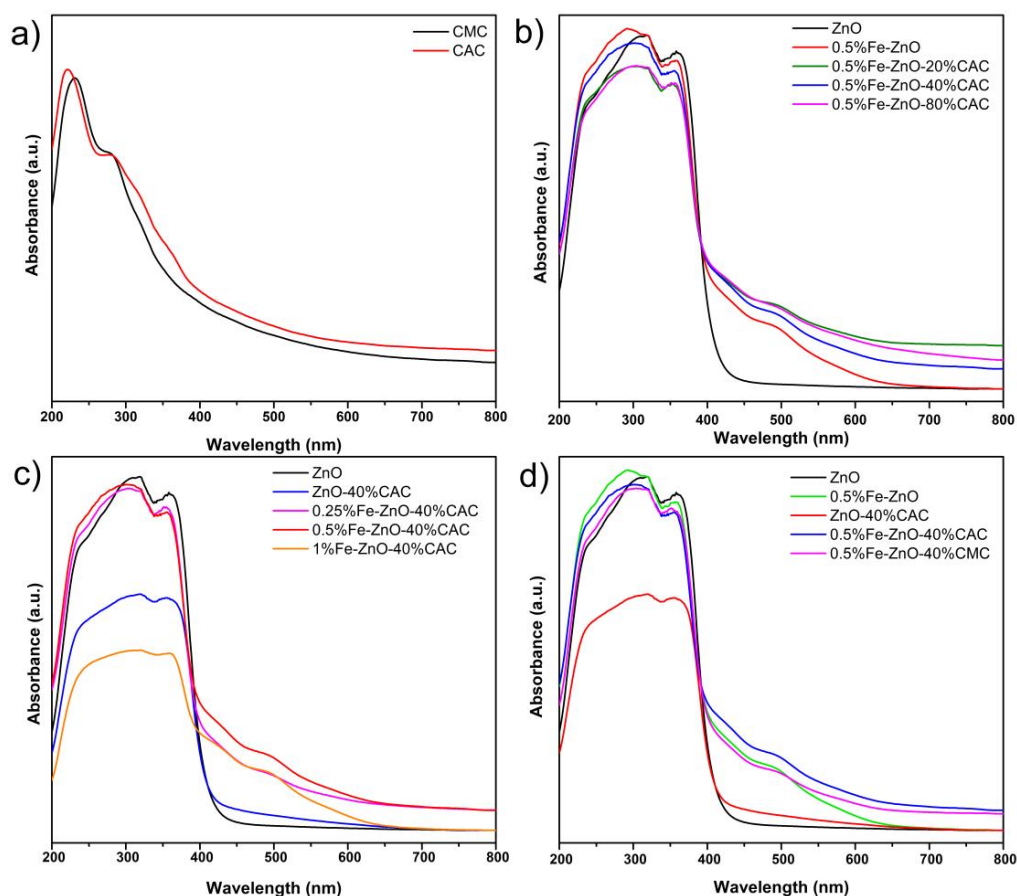 a)
CMC
CAC
Absorbance (a.u.)
200 300 400 500 600 700 800
Wavelength (nm)
b)
ZnO
0.5%Fe-ZnO
0.5%Fe-ZnO-20%CAC
0.5%Fe-ZnO-40%CAC
0.5%Fe-ZnO-80%CAC
Absorbance (a.u.)
200 300 400 500 600 700 800
Wavelength (nm)
c)
ZnO
ZnO-40%CAC
0.25%Fe-ZnO-40%CAC
0.5%Fe-ZnO-40%CAC
1%Fe-ZnO-40%CAC
Absorbance (a.u.)
200 300 400 500 600 700 800
Wavelength (nm)
d)
ZnO
0.5%Fe-ZnO
ZnO-40%CAC
0.5%Fe-ZnO-40%CAC
0.5%Fe-ZnO-40%CMC
Absorbance (a.u.)
200 300 400 500 600 700 800
Wavelength (nm)